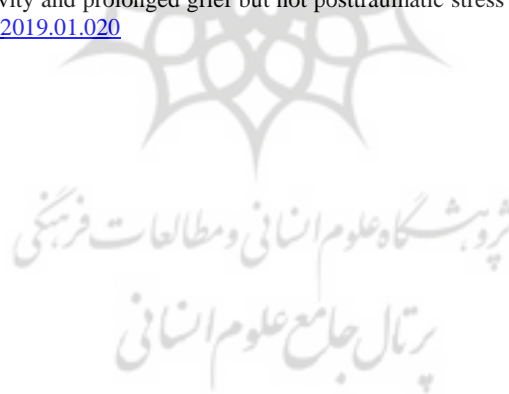 vity and prolonged grief but not posttraumatic stress
2019.01.020
پژوهشگاه علوم انسانی و مطالعات فرهنگی
پرتال جامع علوم انسانی